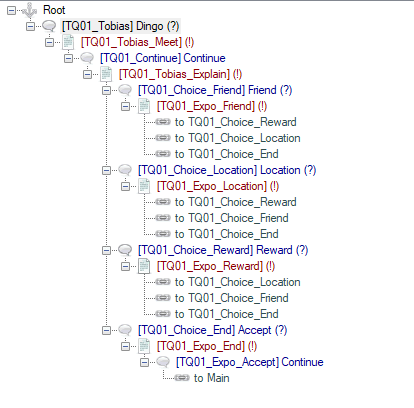 Root
[TQ01_Tobias] Dingo (?)
[TQ01_Tobias_Meet] (!)
[TQ01_Continue] Continue
[TQ01_Tobias_Explain] (!)
[TQ01_Choice_Friend] Friend (?)
[TQ01_Expo_Friend] (!)
to TQ01_Choice_Reward
to TQ01_Choice_Location
to TQ01_Choice_End
[TQ01_Choice_Location] Location (?)
[TQ01_Expo_Location] (!)
to TQ01_Choice_Reward
to TQ01_Choice_Friend
to TQ01_Choice_End
[TQ01_Choice_Reward] Reward (?)
[TQ01_Expo_Reward] (!)
to TQ01_Choice_Location
to TQ01_Choice_Friend
to TQ01_Choice_End
[TQ01_Choice_End] Accept (?)
[TQ01_Expo_End] (!)
[TQ01_Expo_Accept] Continue
to Main